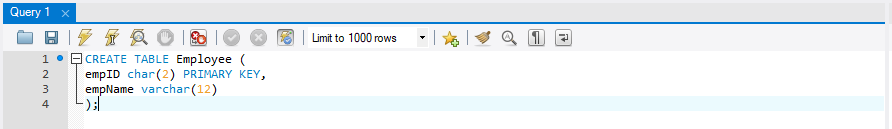 Query 1
Limit to 1000 rows
1 CREATE TABLE Employee (
2 empID char(2) PRIMARY KEY,
3 empName varchar(12)
4 );